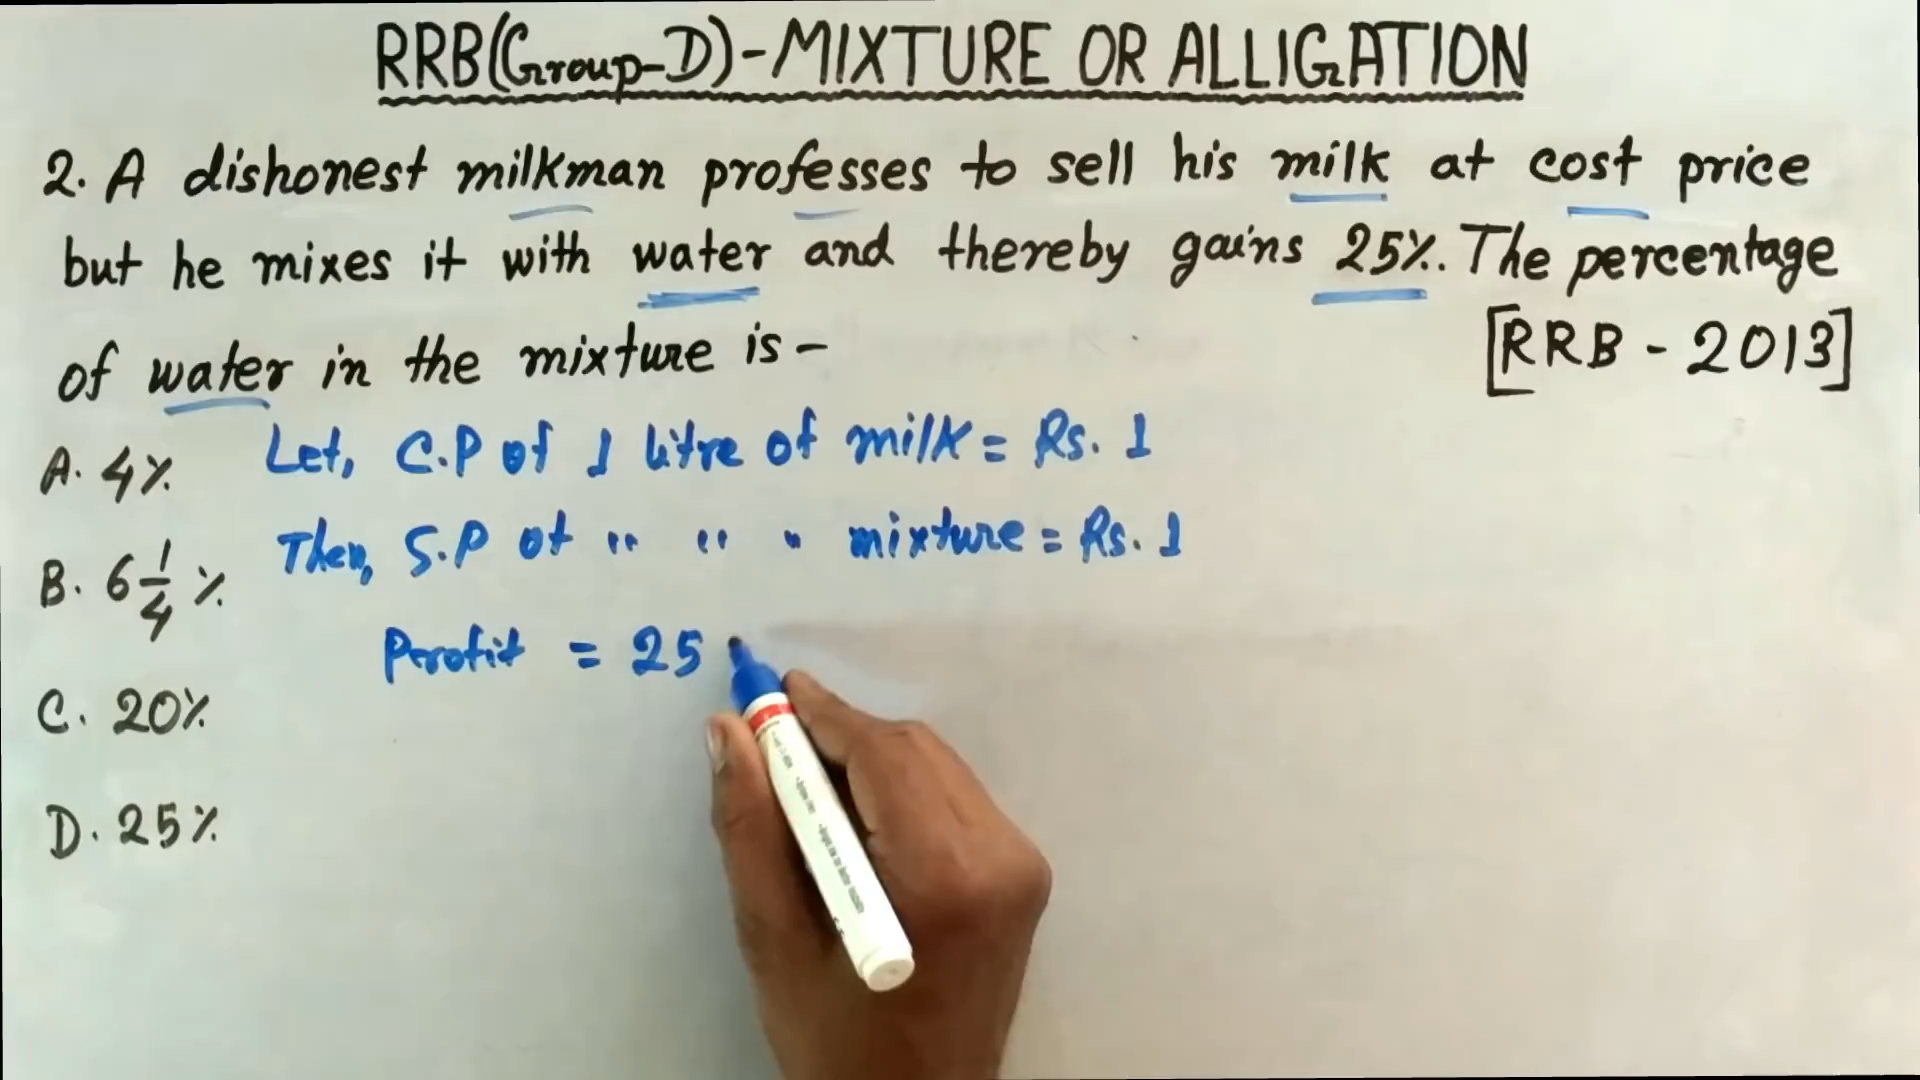 RRB(Group-D)-MIXTURE OR ALLIGATION
2. A dishonest milkman professes to sell his milk at cost price
but he mixes it with water and thereby gains 25%. The percentage
of water in the mixture is -
[RRB - 2013]
A. 4%
Let, C.P of 1 litre of milk = Rs. 1
B. 6 1/4 %
Then, S.P of " " " mixture = Rs. 1
Profit = 25
C. 20%
D. 25%